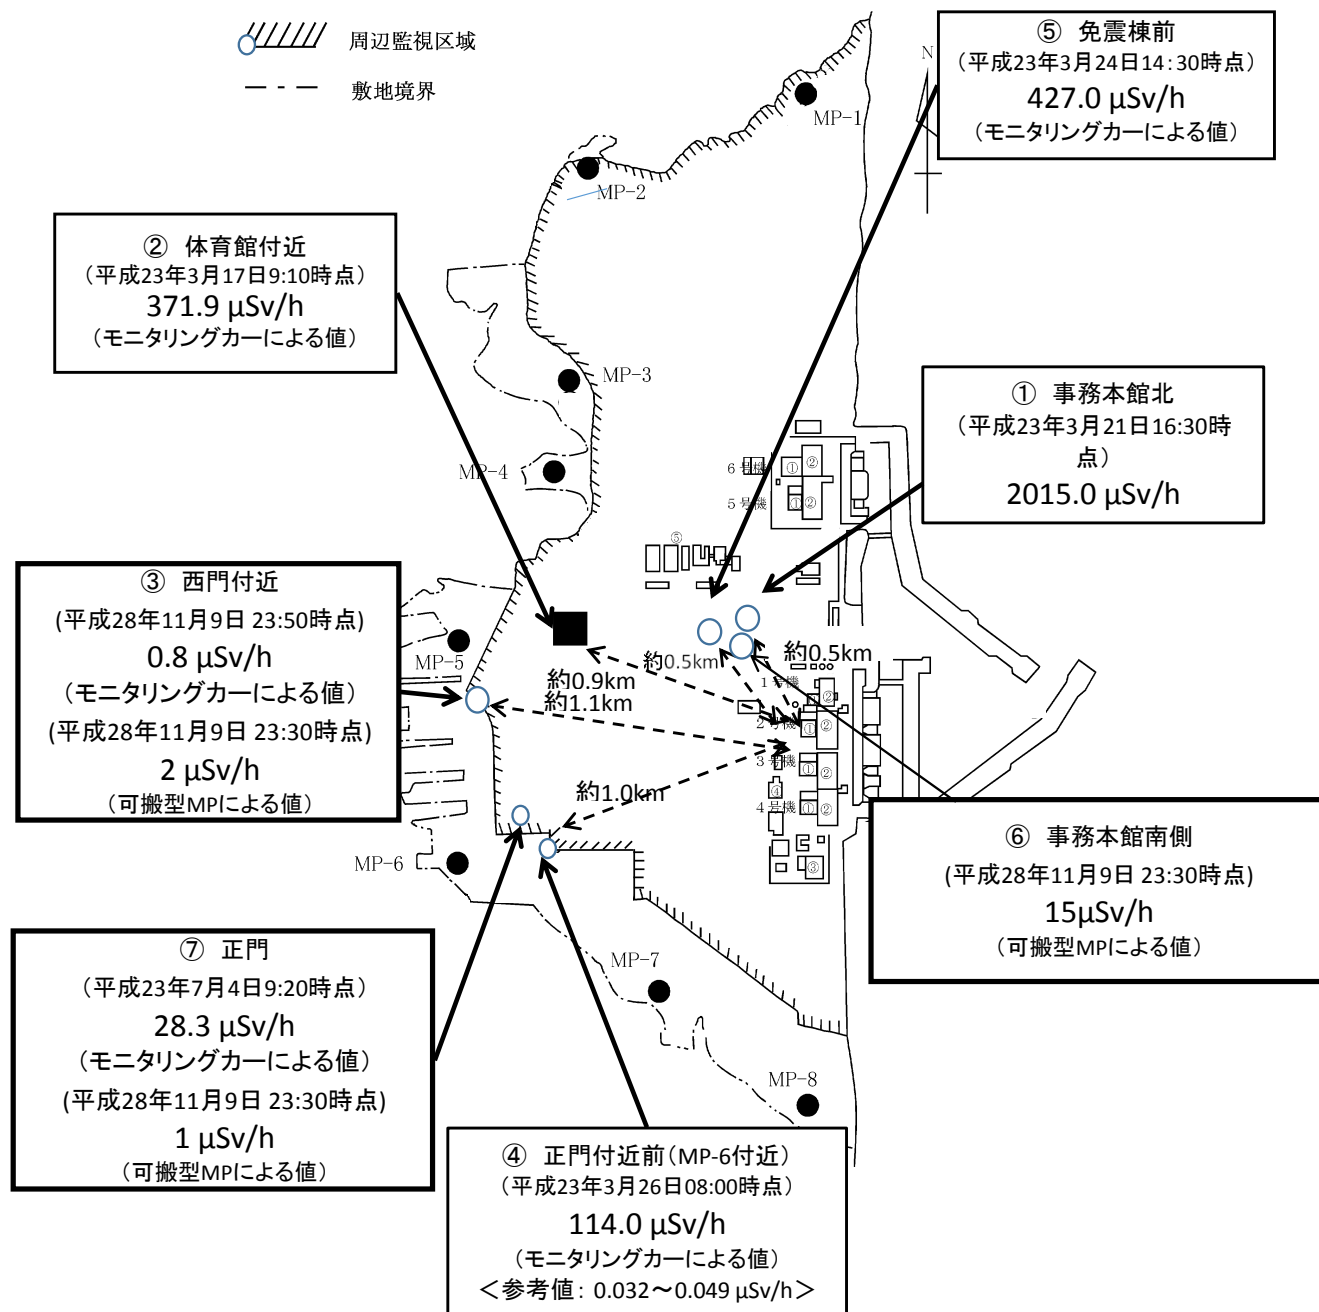 周辺監視区域
敷地境界
⑤ 免震棟前
(平成23年3月24日14:30時点)
427.0 μSv/h
(モニタリングカーによる値)
N
MP-1
MP-2
② 体育館付近
(平成23年3月17日9:10時点)
371.9 μSv/h
(モニタリングカーによる値)
MP-3
① 事務本館北
(平成23年3月21日16:30時
点)
2015.0 μSv/h
MP-4
6号機
①
②
5号機
①
②
⑤
③ 西門付近
(平成28年11月9日 23:50時点)
0.8 μSv/h
(モニタリングカーによる値)
(平成28年11月9日 23:30時点)
2 μSv/h
(可搬型MPによる値)
MP-5
約0.5km
約0.5km
約0.9km
約1.1km
1号機
②
2号機
①
②
3号機
①
②
④
4号機
①
②
③
約1.0km
MP-6
⑥ 事務本館南側
(平成28年11月9日 23:30時点)
15μSv/h
(可搬型MPによる値)
⑦ 正門
(平成23年7月4日9:20時点)
28.3 μSv/h
(モニタリングカーによる値)
(平成28年11月9日 23:30時点)
1 μSv/h
(可搬型MPによる値)
MP-7
MP-8
④ 正門付近前(MP-6付近)
(平成23年3月26日08:00時点)
114.0 μSv/h
(モニタリングカーによる値)
<参考値: 0.032~0.049 μSv/h>